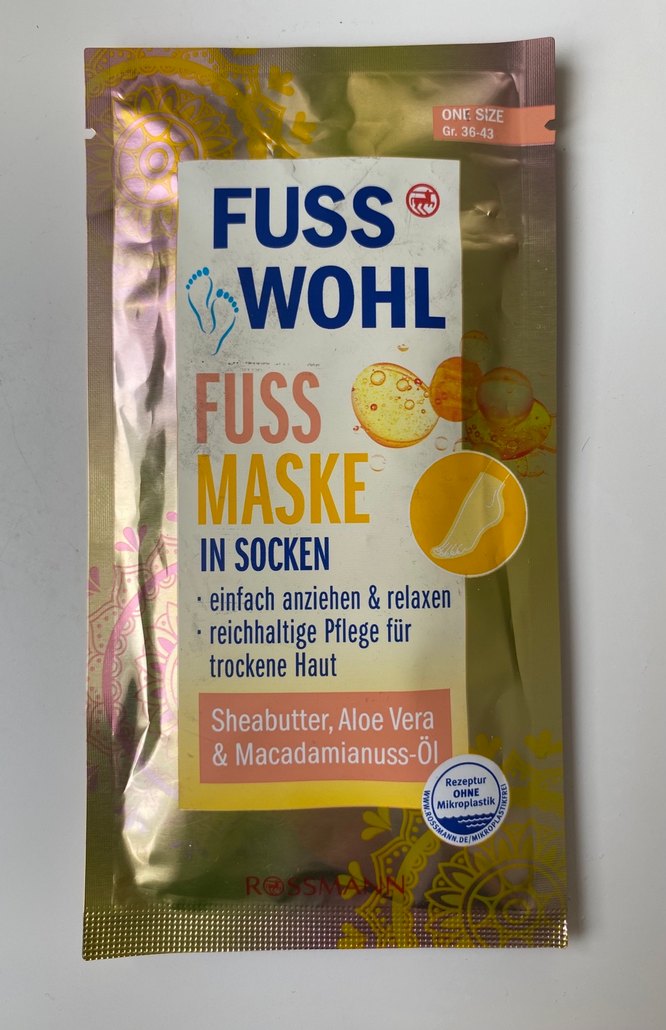 ONE SIZE
Gr. 36-43
FUSS
WOHL
FUSS
MASKE
IN SOCKEN
· einfach anziehen & relaxen
· reichhaltige Pflege für
trockene Haut
Sheabutter, Aloe Vera
& Macadamianuss-Öl
Rezeptur
OHNE
Mikroplastik
WWW.ROSSMANN.DE/MIKROPLASTIKFREI
ROSSMANN